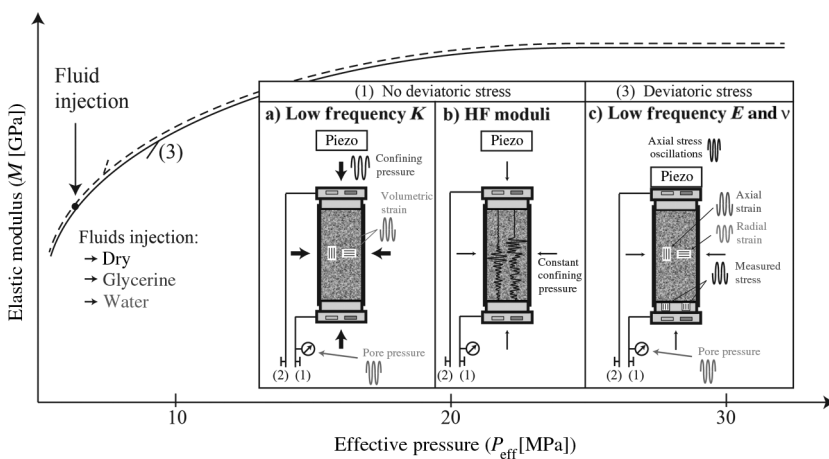 Elastic modulus (M [GPa])
Fluid
injection
(3)
Fluids injection:
→ Dry
→ Glycerine
→ Water
(1) No deviatoric stress
(3) Deviatoric stress
a) Low frequency K
Piezo
Confining
pressure
Volumetric
strain
Pore pressure
(2) (1)
b) HF moduli
Piezo
Constant
confining
pressure
(2) (1)
c) Low frequency E and ν
Axial stress
oscillations
Piezo
Axial
strain
Radial
strain
Measured
stress
Pore pressure
(2) (1)
10
20
30
Effective pressure (Peff [MPa])